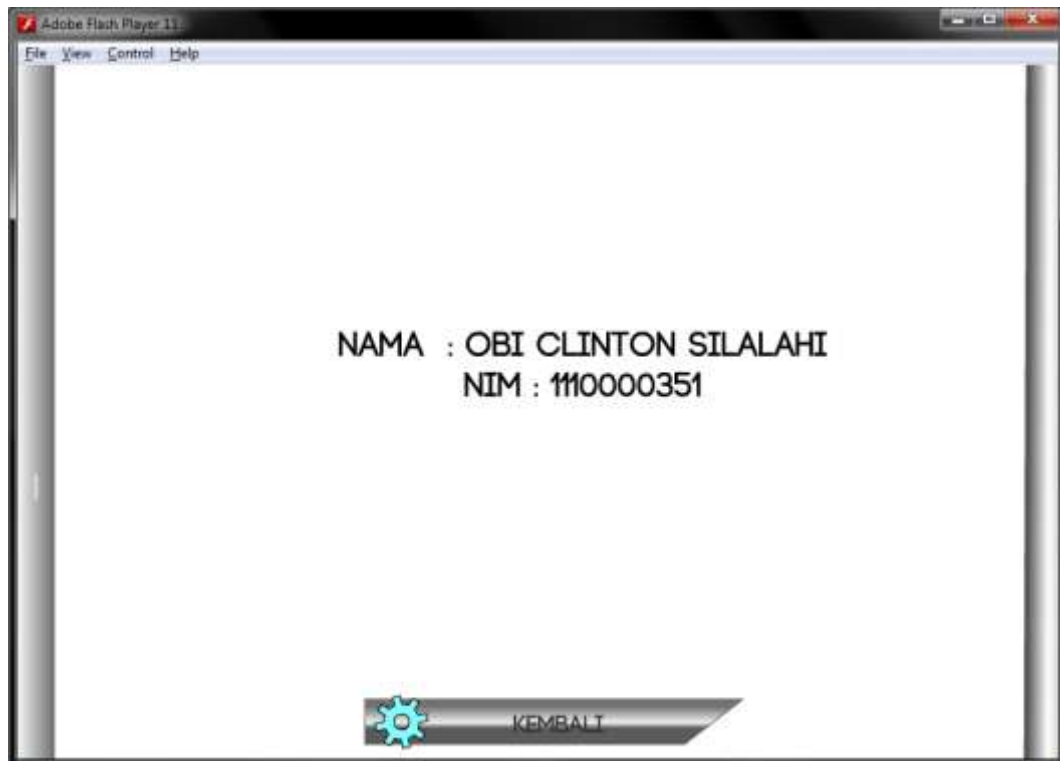 Adobe Flash Player 11
File View Control Help
NAMA : OBI CLINTON SILALAHI
NIM : 1110000351
KEMBALI